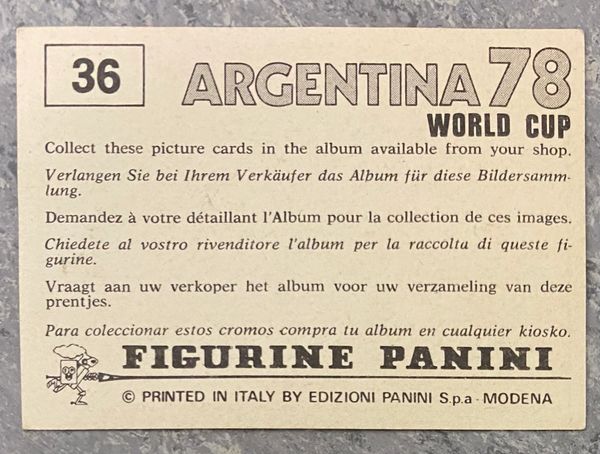 36
ARGENTINA 78
WORLD CUP
Collect these picture cards in the album available from your shop.
Verlangen Sie bei Ihrem Verkäufer das Album für diese Bildersamm-
lung.
Demandez à votre détaillant l'Album pour la collection de ces images.
Chiedete al vostro rivenditore l'album per la raccolta di queste fi-
gurine.
Vraagt aan uw verkoper het album voor uw verzameling van deze
prentjes.
Para coleccionar estos cromos compra tu album en cualquier kiosko.
FIGURINE PANINI
© PRINTED IN ITALY BY EDIZIONI PANINI S.p.a - MODENA